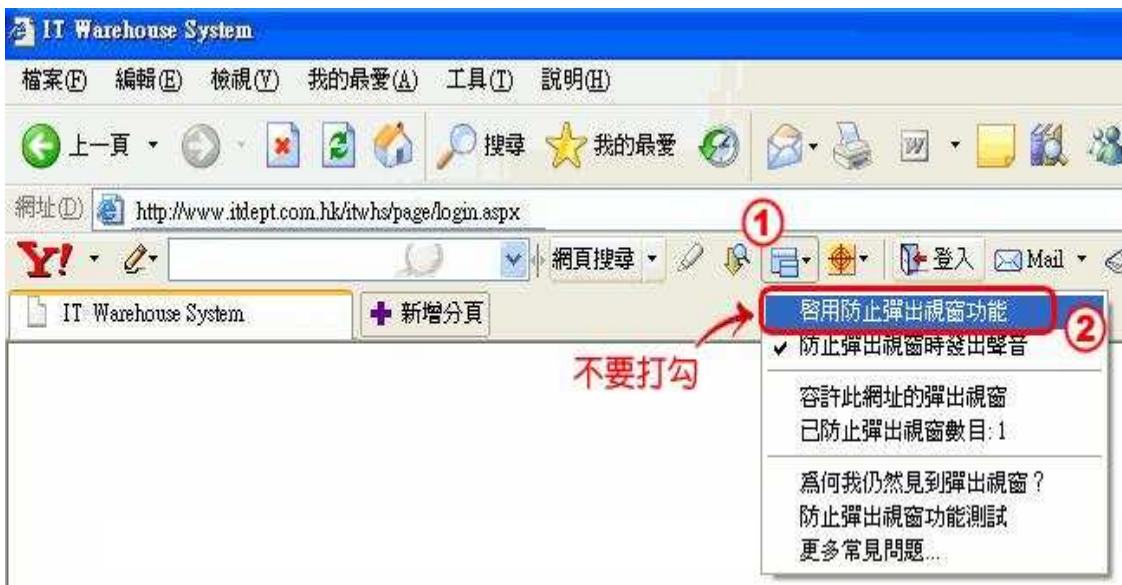 IT Warehouse System
檔案(F) 編輯(E) 檢視(V) 我的最愛(A) 工具(T) 說明(H)
上一頁 搜尋 我的最愛
網址(D) http://www.itdept.com.hk/itwhs/page/login.aspx
①
Y! 網頁搜尋 登入 Mail
IT Warehouse System 新增分頁
啓用防止彈出視窗功能
②
防止彈出視窗時發出聲音
不要打勾
容許此網址的彈出視窗
已防止彈出視窗數目: 1
爲何我仍然見到彈出視窗？
防止彈出視窗功能測試
更多常見問題...